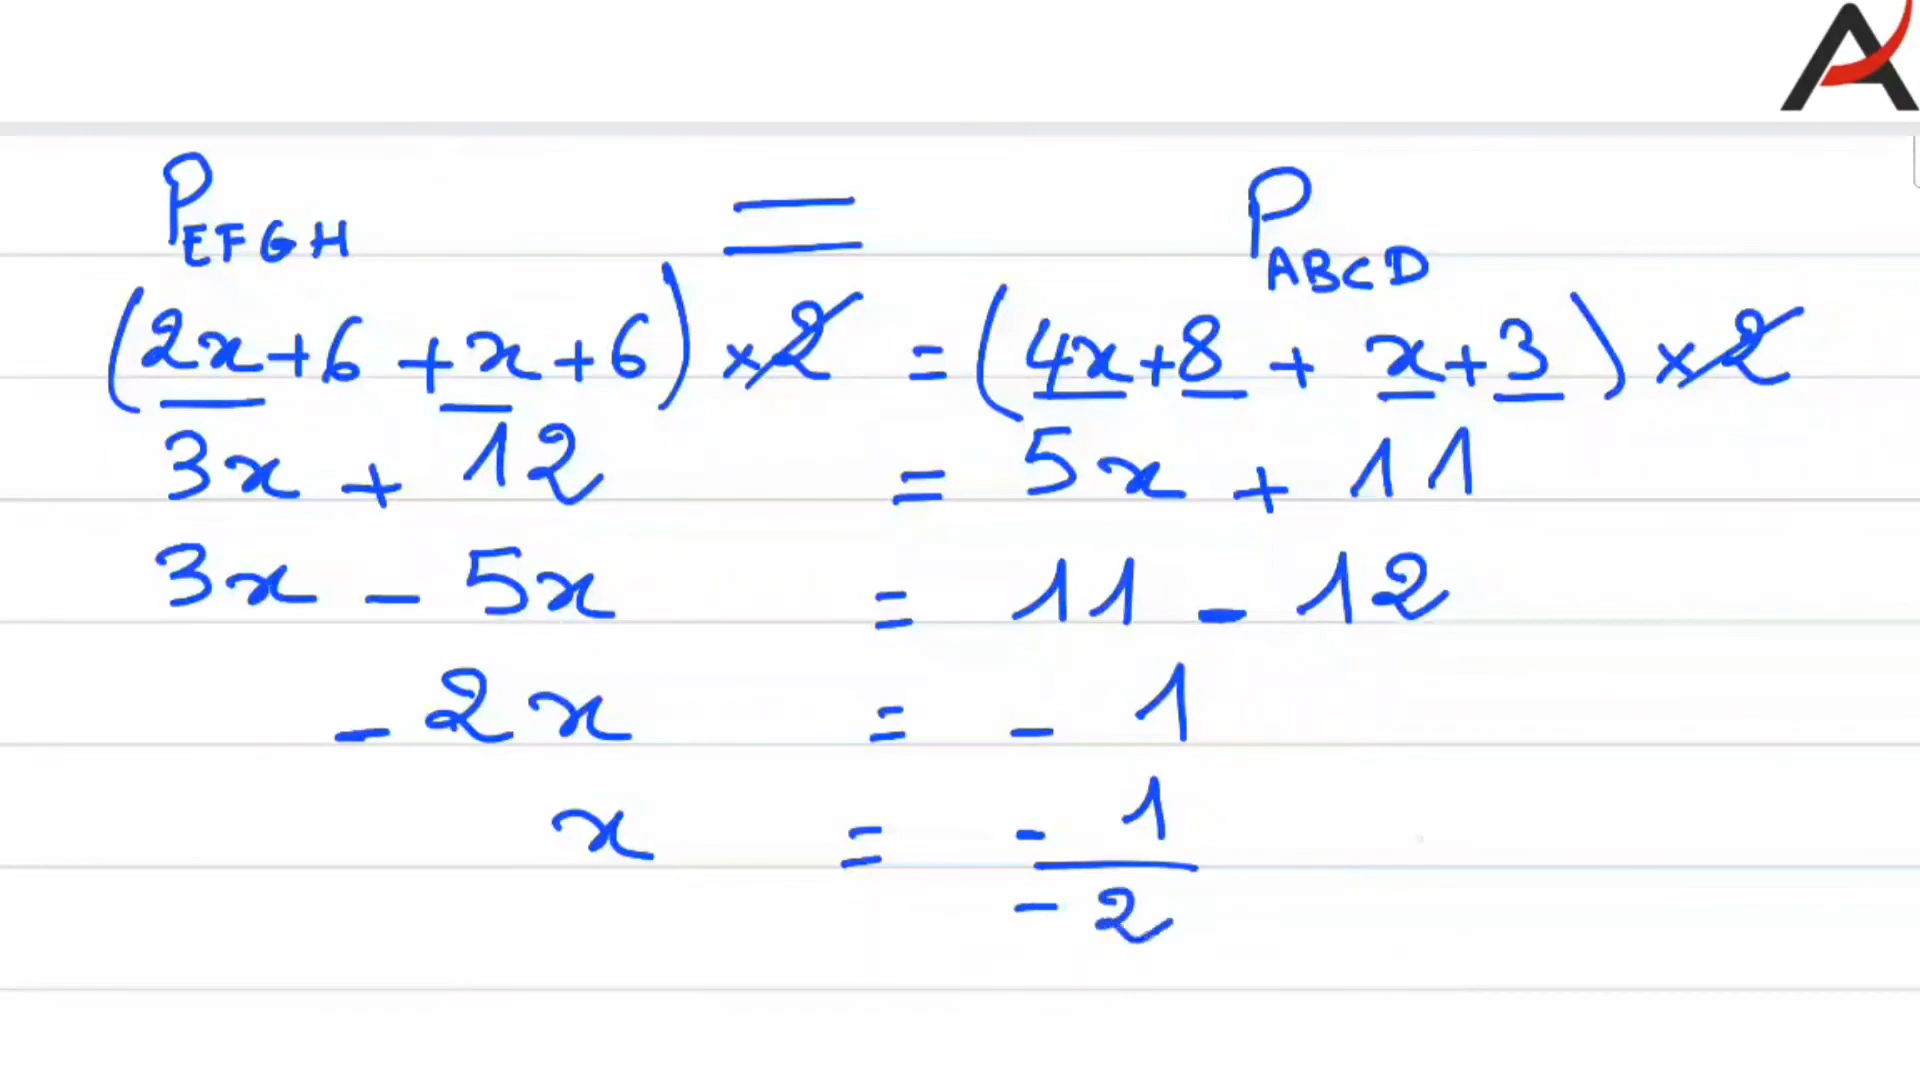 P_EFGH = P_ABCD
(2x+6+x+6)×2 = (4x+8+x+3)×2
3x + 12 = 5x + 11
3x - 5x = 11 - 12
- 2x = - 1
x = -1/-2